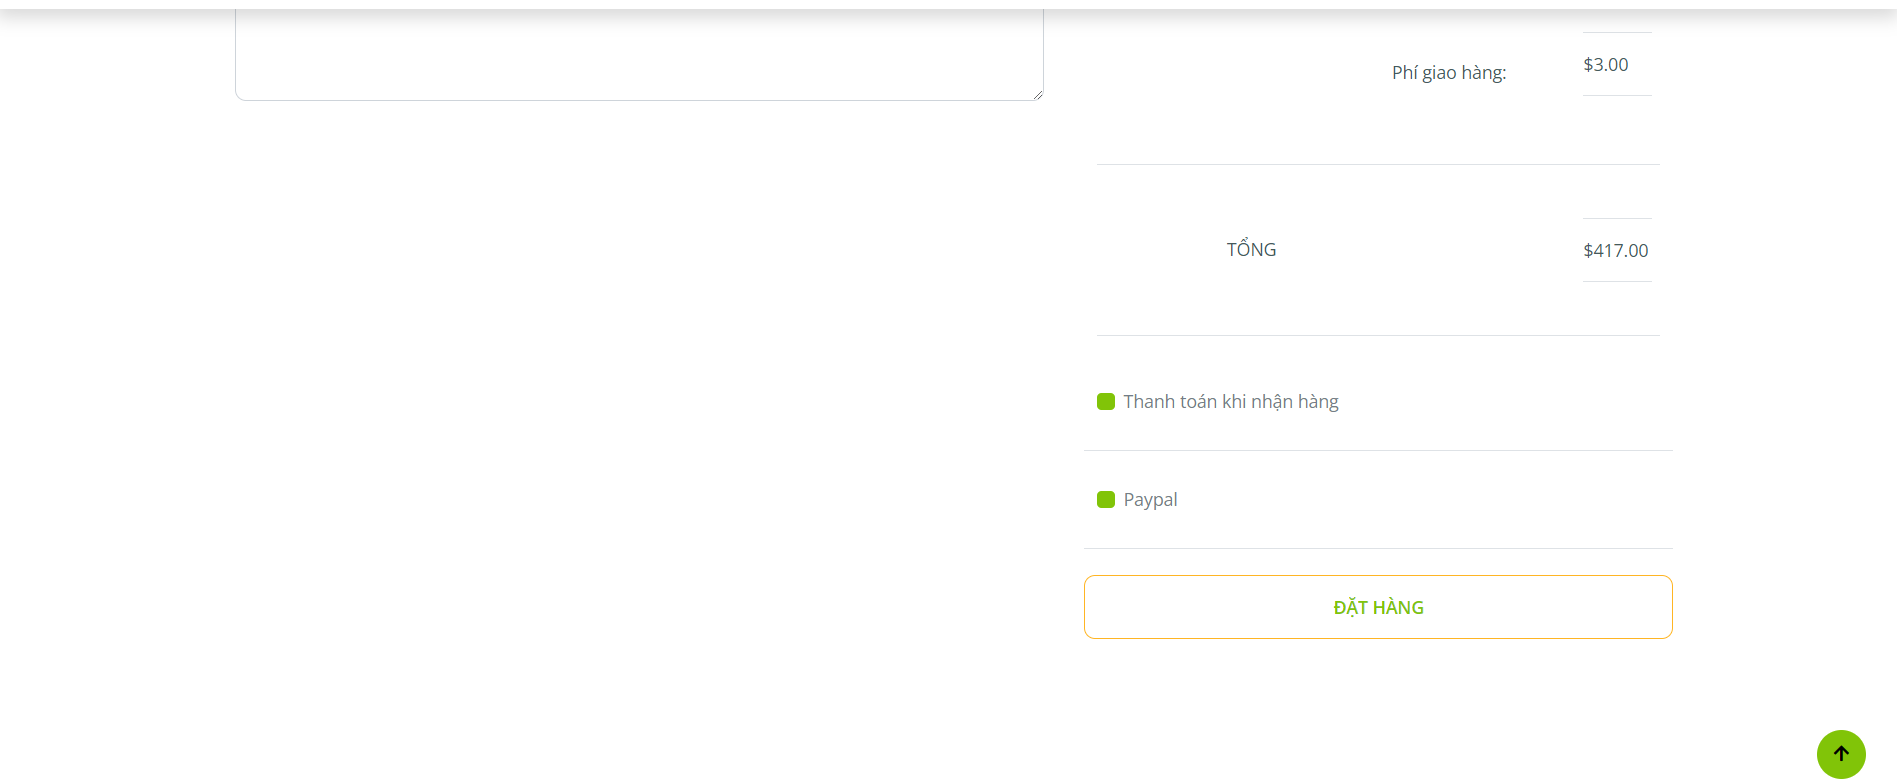 Phí giao hàng:
$3.00
TỔNG
$417.00
Thanh toán khi nhận hàng
Paypal
ĐẶT HÀNG